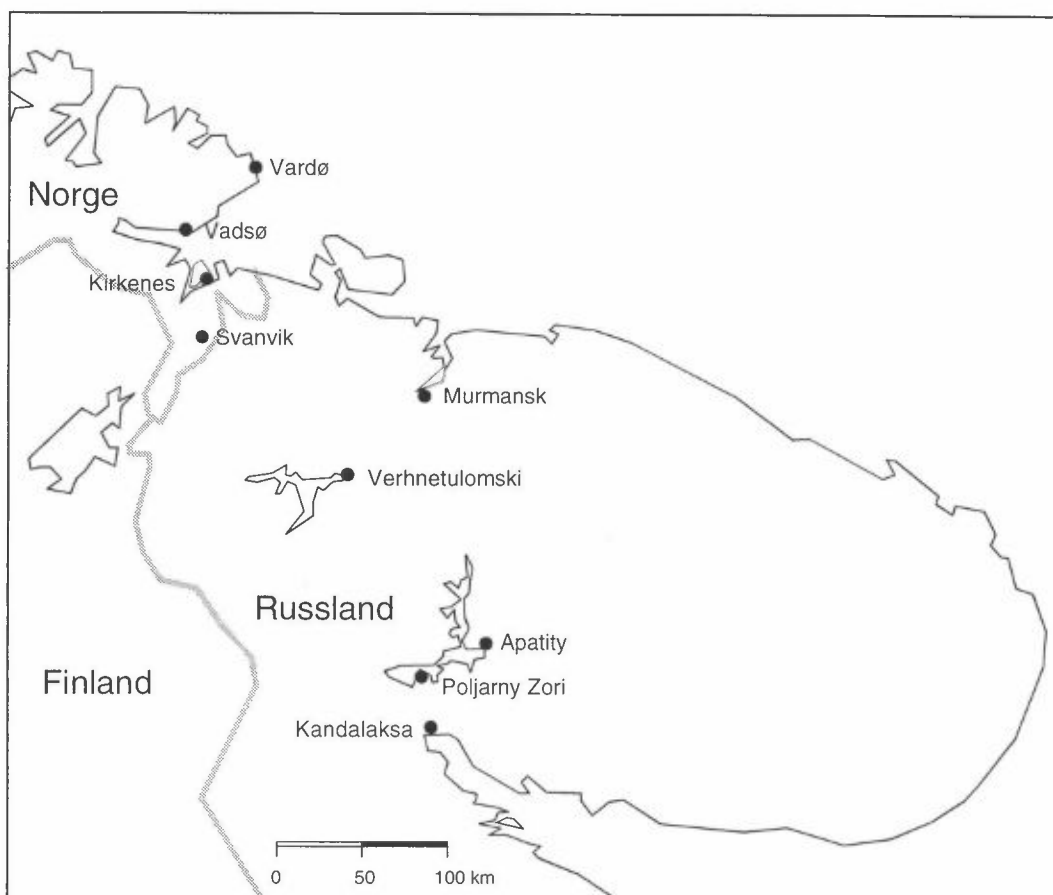 Vardø
Norge
Vadsø
Kirkenes
Svanvik
Murmansk
Verhnetulomski
Russland
Apatity
Finland
Poljarny Zori
Kandalaksa
0 50 100 km